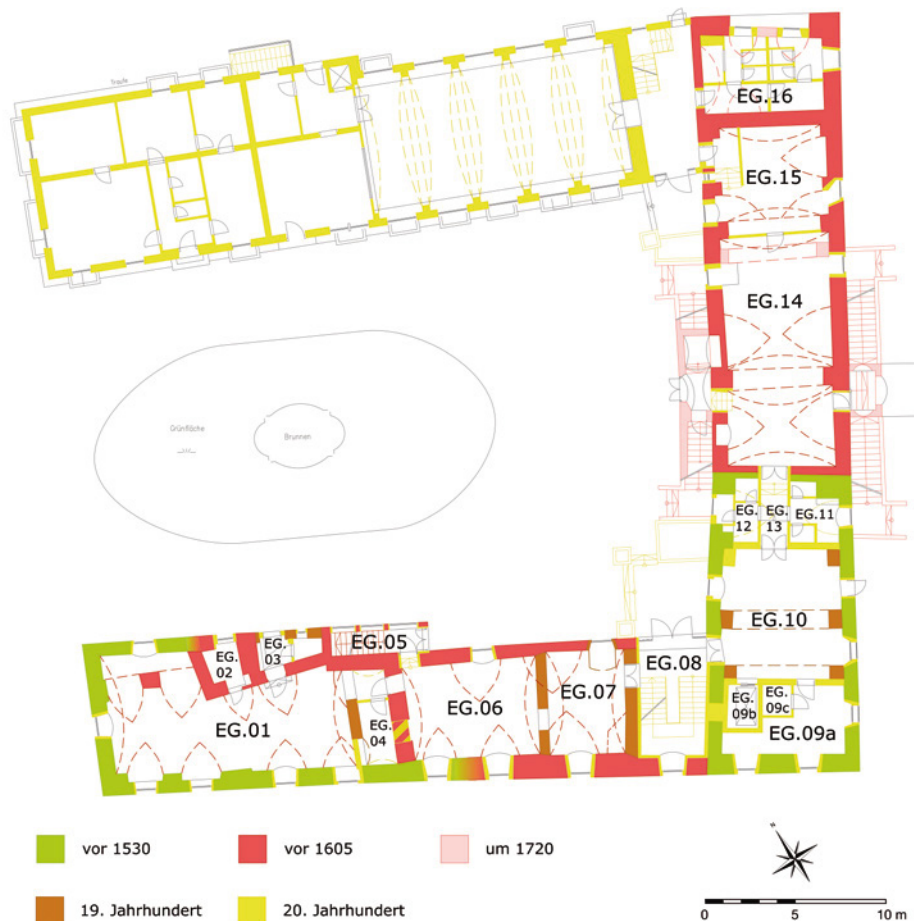 Traufe
EG.16
EG.15
EG.14
Grünfläche
Brunnen
EG.
12
EG.
13
EG.11
EG.10
EG.
02
EG.
03
EG.05
EG.08
EG.01
EG.
04
EG.06
EG.07
EG.
09b
EG.
09c
EG.09a
vor 1530
vor 1605
um 1720
19. Jahrhundert
20. Jahrhundert
0 5 10 m